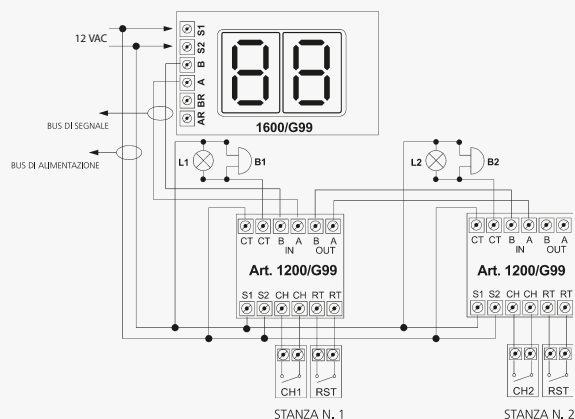 12 VAC
S1
S2
B
A
BR
AR
88
1600/G99
BUS DI SEGNALE
BUS DI ALIMENTAZIONE
L1
B1
L2
B2
CT CT B A B A
IN OUT
Art. 1200/G99
S1 S2 CH CH RT RT
CT CT B A B A
IN OUT
Art. 1200/G99
S1 S2 CH CH RT RT
CH1
RST
CH2
RST
STANZA N. 1
STANZA N. 2